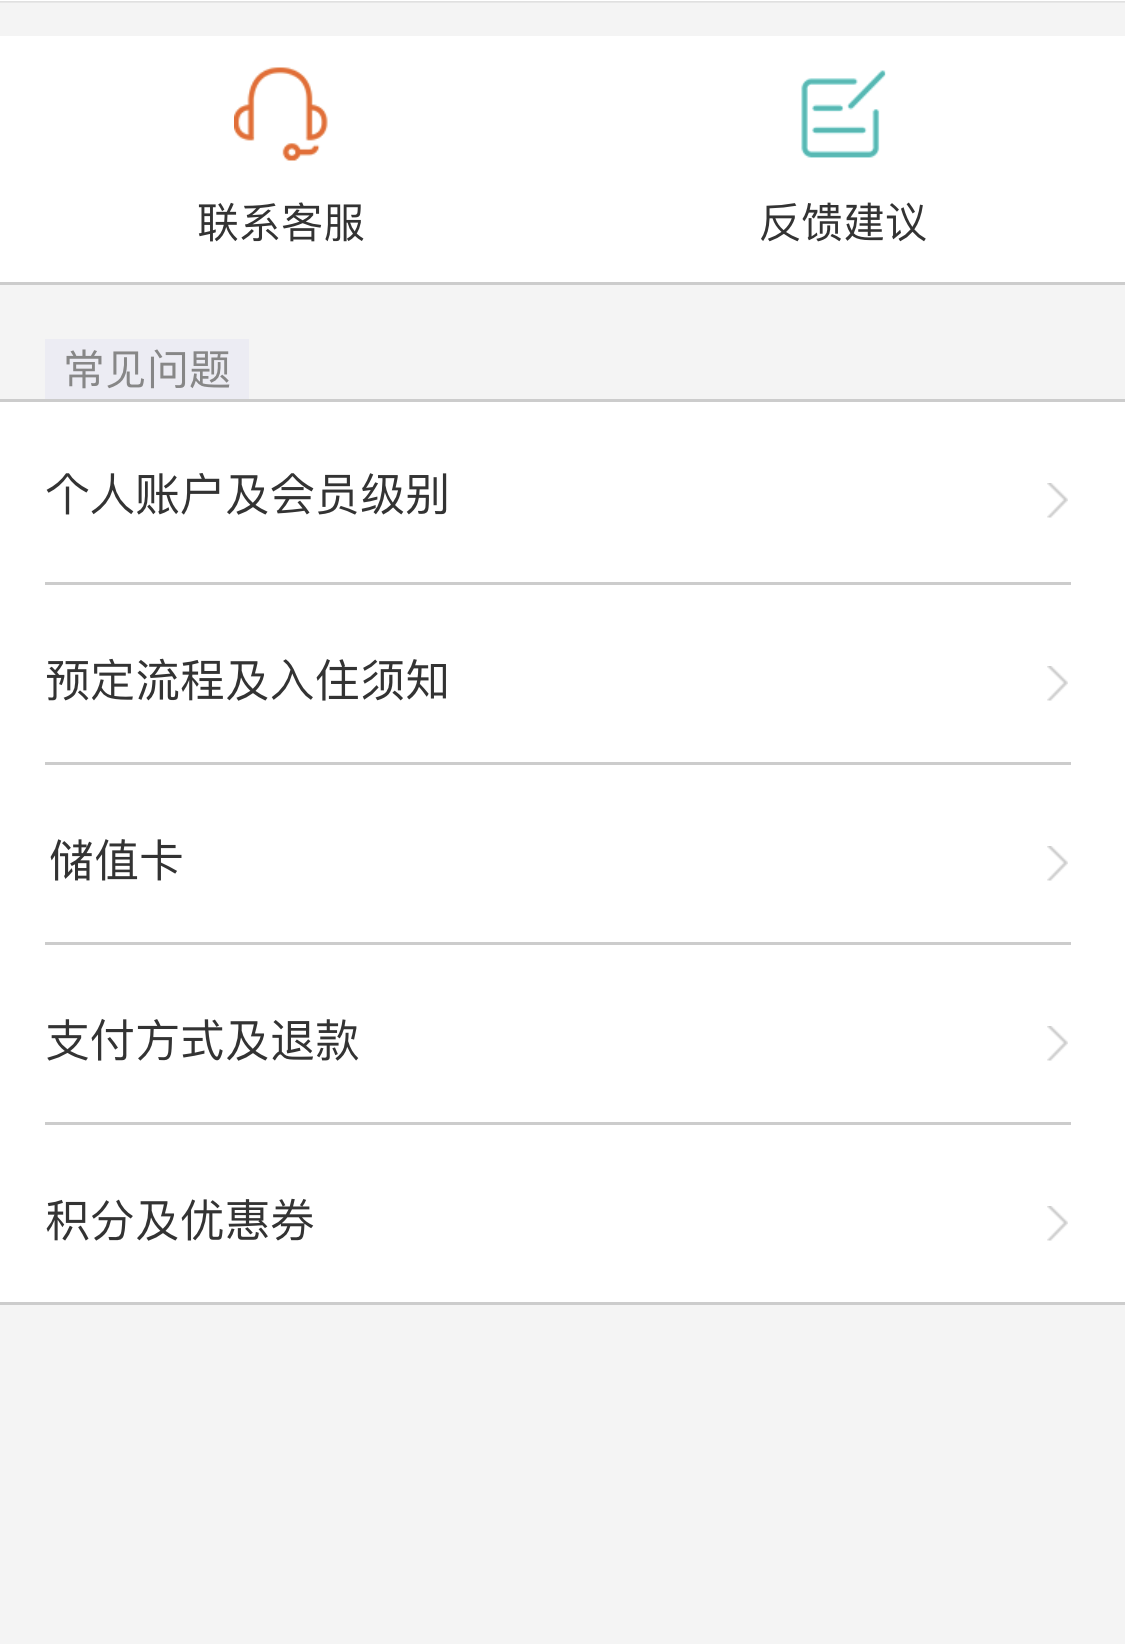 联系客服 反馈建议
常见问题
个人账户及会员级别
预定流程及入住须知
储值卡
支付方式及退款
积分及优惠券